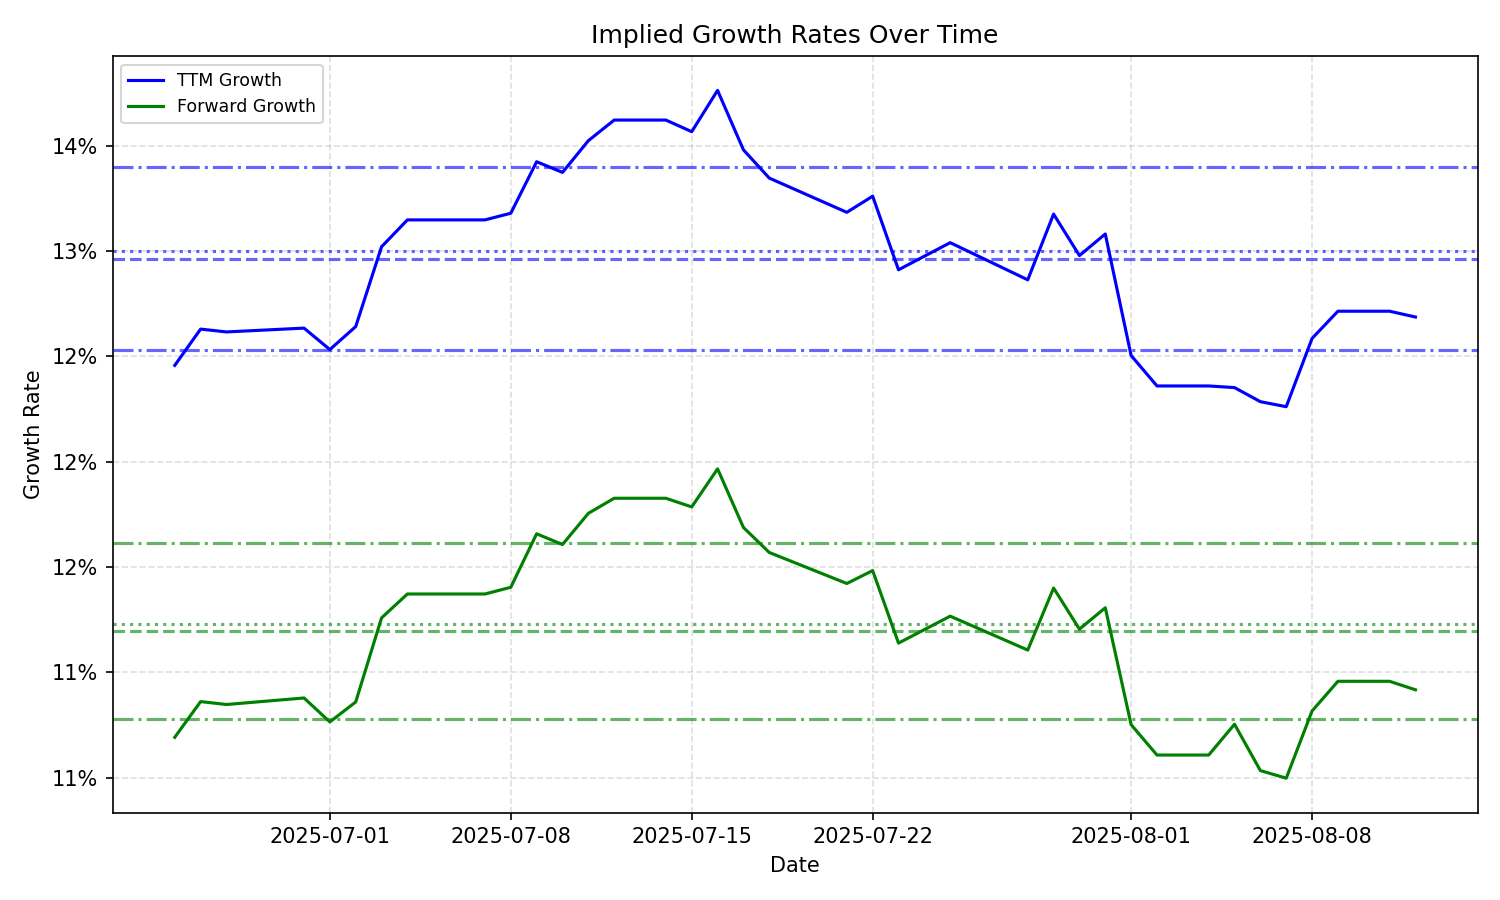 Implied Growth Rates Over Time
TTM Growth
Forward Growth
14%
13%
12%
12%
12%
11%
11%
Growth Rate
2025-07-01
2025-07-08
2025-07-15
2025-07-22
2025-08-01
2025-08-08
Date